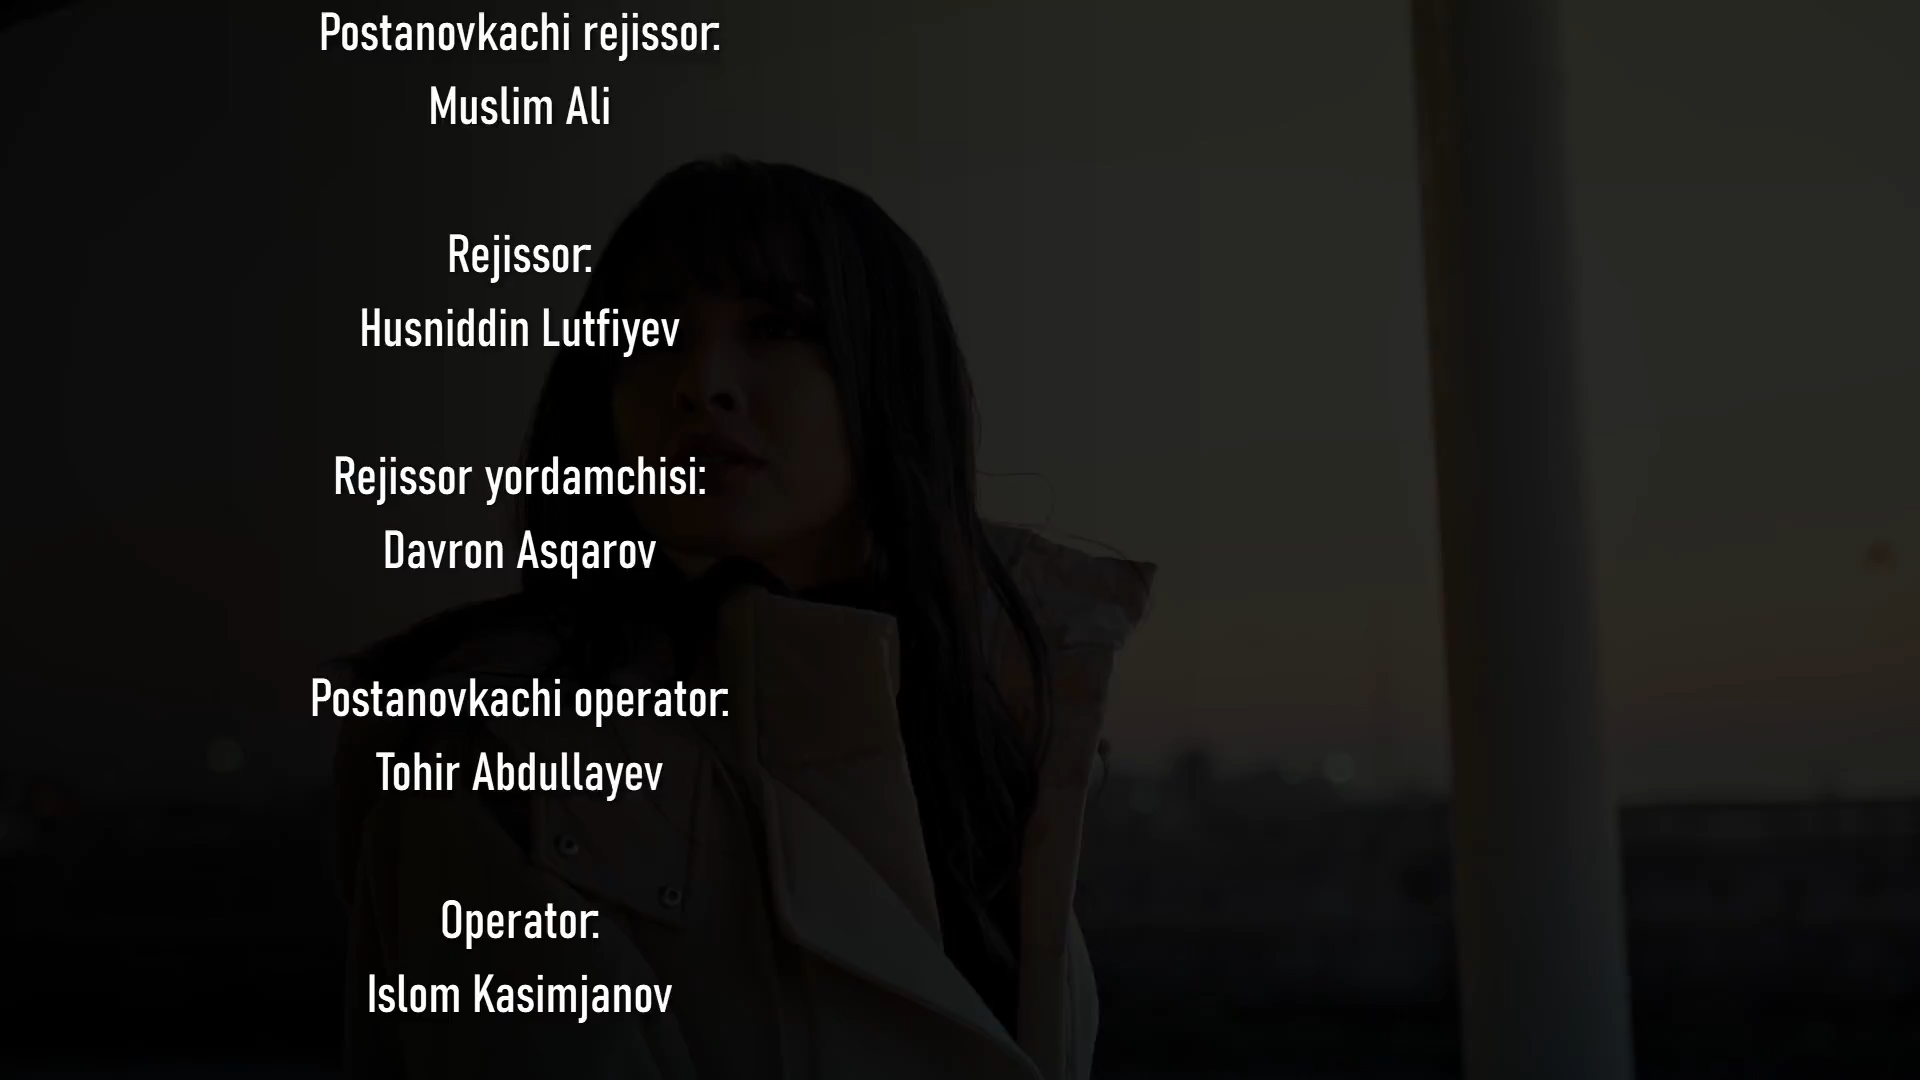 Postanovkachi rejissor:
Muslim Ali
Rejissor:
Husniddin Lutfiyev
Rejissor yordamchisi:
Davron Asqarov
Postanovkachi operator:
Tohir Abdullayev
Operator:
Islom Kasimjanov